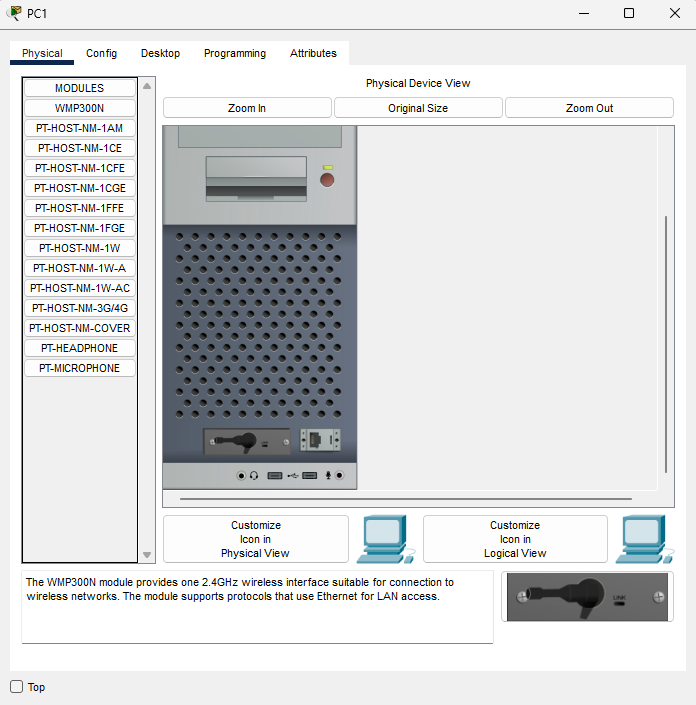 PC1
Physical
Config
Desktop
Programming
Attributes
MODULES
WMP300N
PT-HOST-NM-1AM
PT-HOST-NM-1CE
PT-HOST-NM-1CFE
PT-HOST-NM-1CGE
PT-HOST-NM-1FFE
PT-HOST-NM-1FGE
PT-HOST-NM-1W
PT-HOST-NM-1W-A
PT-HOST-NM-1W-AC
PT-HOST-NM-3G/4G
PT-HOST-NM-COVER
PT-HEADPHONE
PT-MICROPHONE
Physical Device View
Zoom In
Original Size
Zoom Out
Customize
Icon in
Physical View
Customize
Icon in
Logical View
The WMP300N module provides one 2.4GHz wireless interface suitable for connection to
wireless networks. The module supports protocols that use Ethernet for LAN access.
LINK
Top